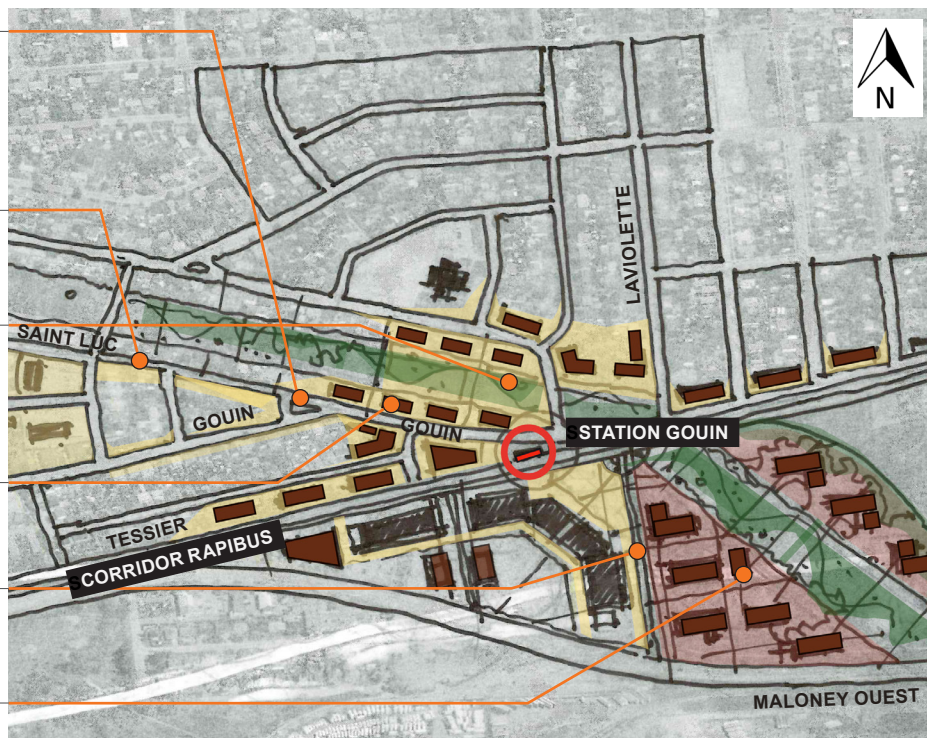 N
LAVIOLETTE
SAINT LUC
GOUIN
GOUIN
STATION GOUIN
TESSIER
CORRIDOR RAPIBUS
MALONEY OUEST